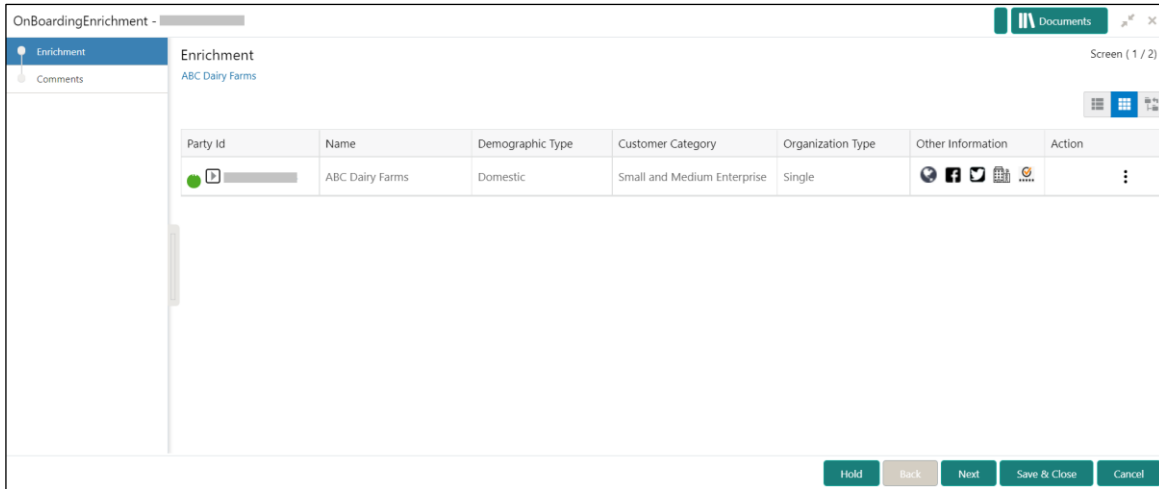 OnBoardingEnrichment -
Documents
Enrichment
Comments
Enrichment
ABC Dairy Farms
Screen ( 1 / 2)
Party Id Name Demographic Type Customer Category Organization Type Other Information Action
ABC Dairy Farms Domestic Small and Medium Enterprise Single
Hold Back Next Save & Close Cancel